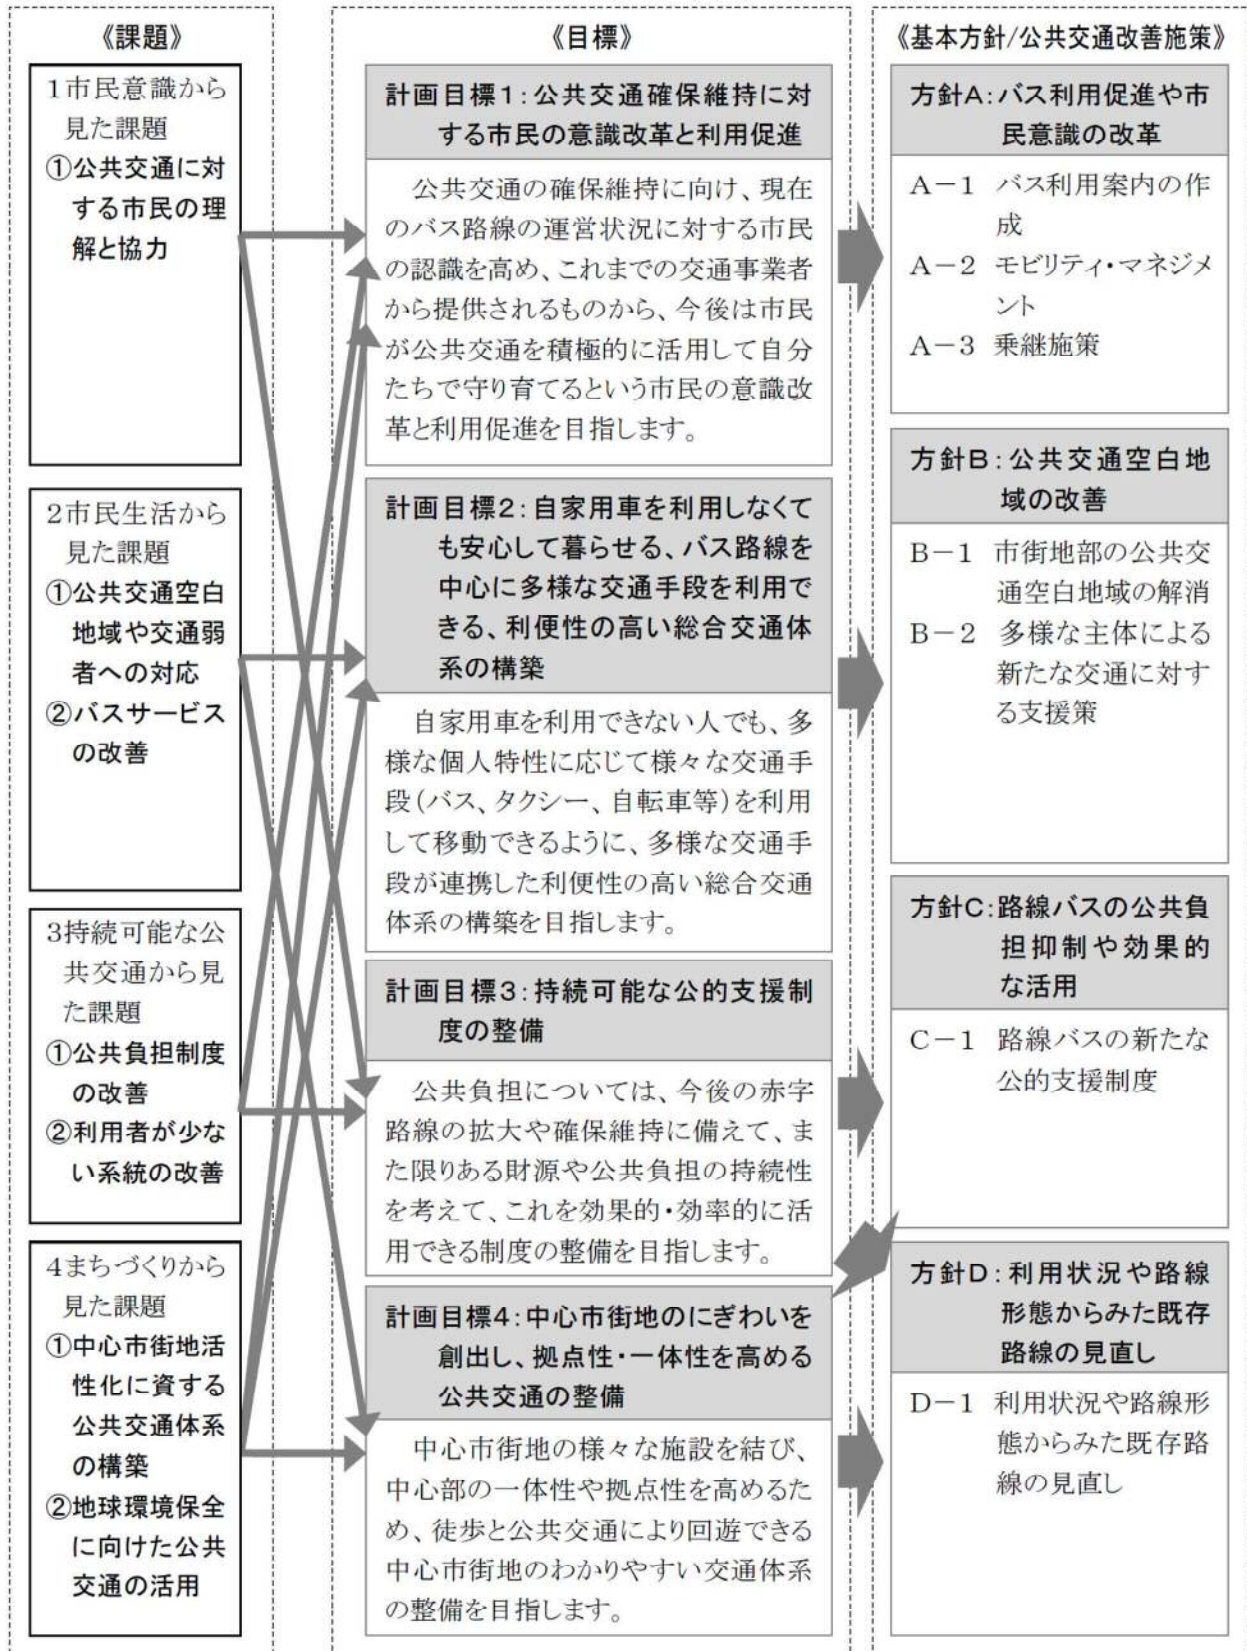 《課題》
1市民意識から
見た課題
①公共交通に対
する市民の理
解と協力
2市民生活から
見た課題
①公共交通空白
地域や交通弱
者への対応
②バスサービス
の改善
3持続可能な公
共交通から見
た課題
①公共負担制度
の改善
②利用者が少な
い系統の改善
4まちづくりから
見た課題
①中心市街地活
性化に資する
公共交通体系
の構築
②地球環境保全
に向けた公共
交通の活用
《目標》
計画目標1:公共交通確保維持に対
する市民の意識改革と利用促進
公共交通の確保維持に向け、現在
のバス路線の運営状況に対する市民
の認識を高め、これまでの交通事業者
から提供されるものから、今後は市民
が公共交通を積極的に活用して自分
たちで守り育てるという市民の意識改
革と利用促進を目指します。
計画目標2:自家用車を利用しなくて
も安心して暮らせる、バス路線を
中心に多様な交通手段を利用で
きる、利便性の高い総合交通体
系の構築
自家用車を利用できない人でも、多
様な個人特性に応じて様々な交通手
段(バス、タクシー、自転車等)を利用
して移動できるように、多様な交通手
段が連携した利便性の高い総合交通
体系の構築を目指します。
計画目標3:持続可能な公的支援制
度の整備
公共負担については、今後の赤字
路線の拡大や確保維持に備えて、ま
た限りある財源や公共負担の持続性
を考えて、これを効果的・効率的に活
用できる制度の整備を目指します。
計画目標4:中心市街地のにぎわいを
創出し、拠点性・一体性を高める
公共交通の整備
中心市街地の様々な施設を結び、
中心部の一体性や拠点性を高めるた
め、徒歩と公共交通により回遊できる
中心市街地のわかりやすい交通体系
の整備を目指します。
《基本方針/公共交通改善施策》
方針A:バス利用促進や市
民意識の改革
A-1 バス利用案内の作
成
A-2 モビリティ・マネジメ
ント
A-3 乗継施策
方針B:公共交通空白地
域の改善
B-1 市街地部の公共交
通空白地域の解消
B-2 多様な主体による
新たな交通に対す
る支援策
方針C:路線バスの公共負
担抑制や効果的
な活用
C-1 路線バスの新たな
公的支援制度
方針D:利用状況や路線
形態からみた既存
路線の見直し
D-1 利用状況や路線形
態からみた既存路
線の見直し